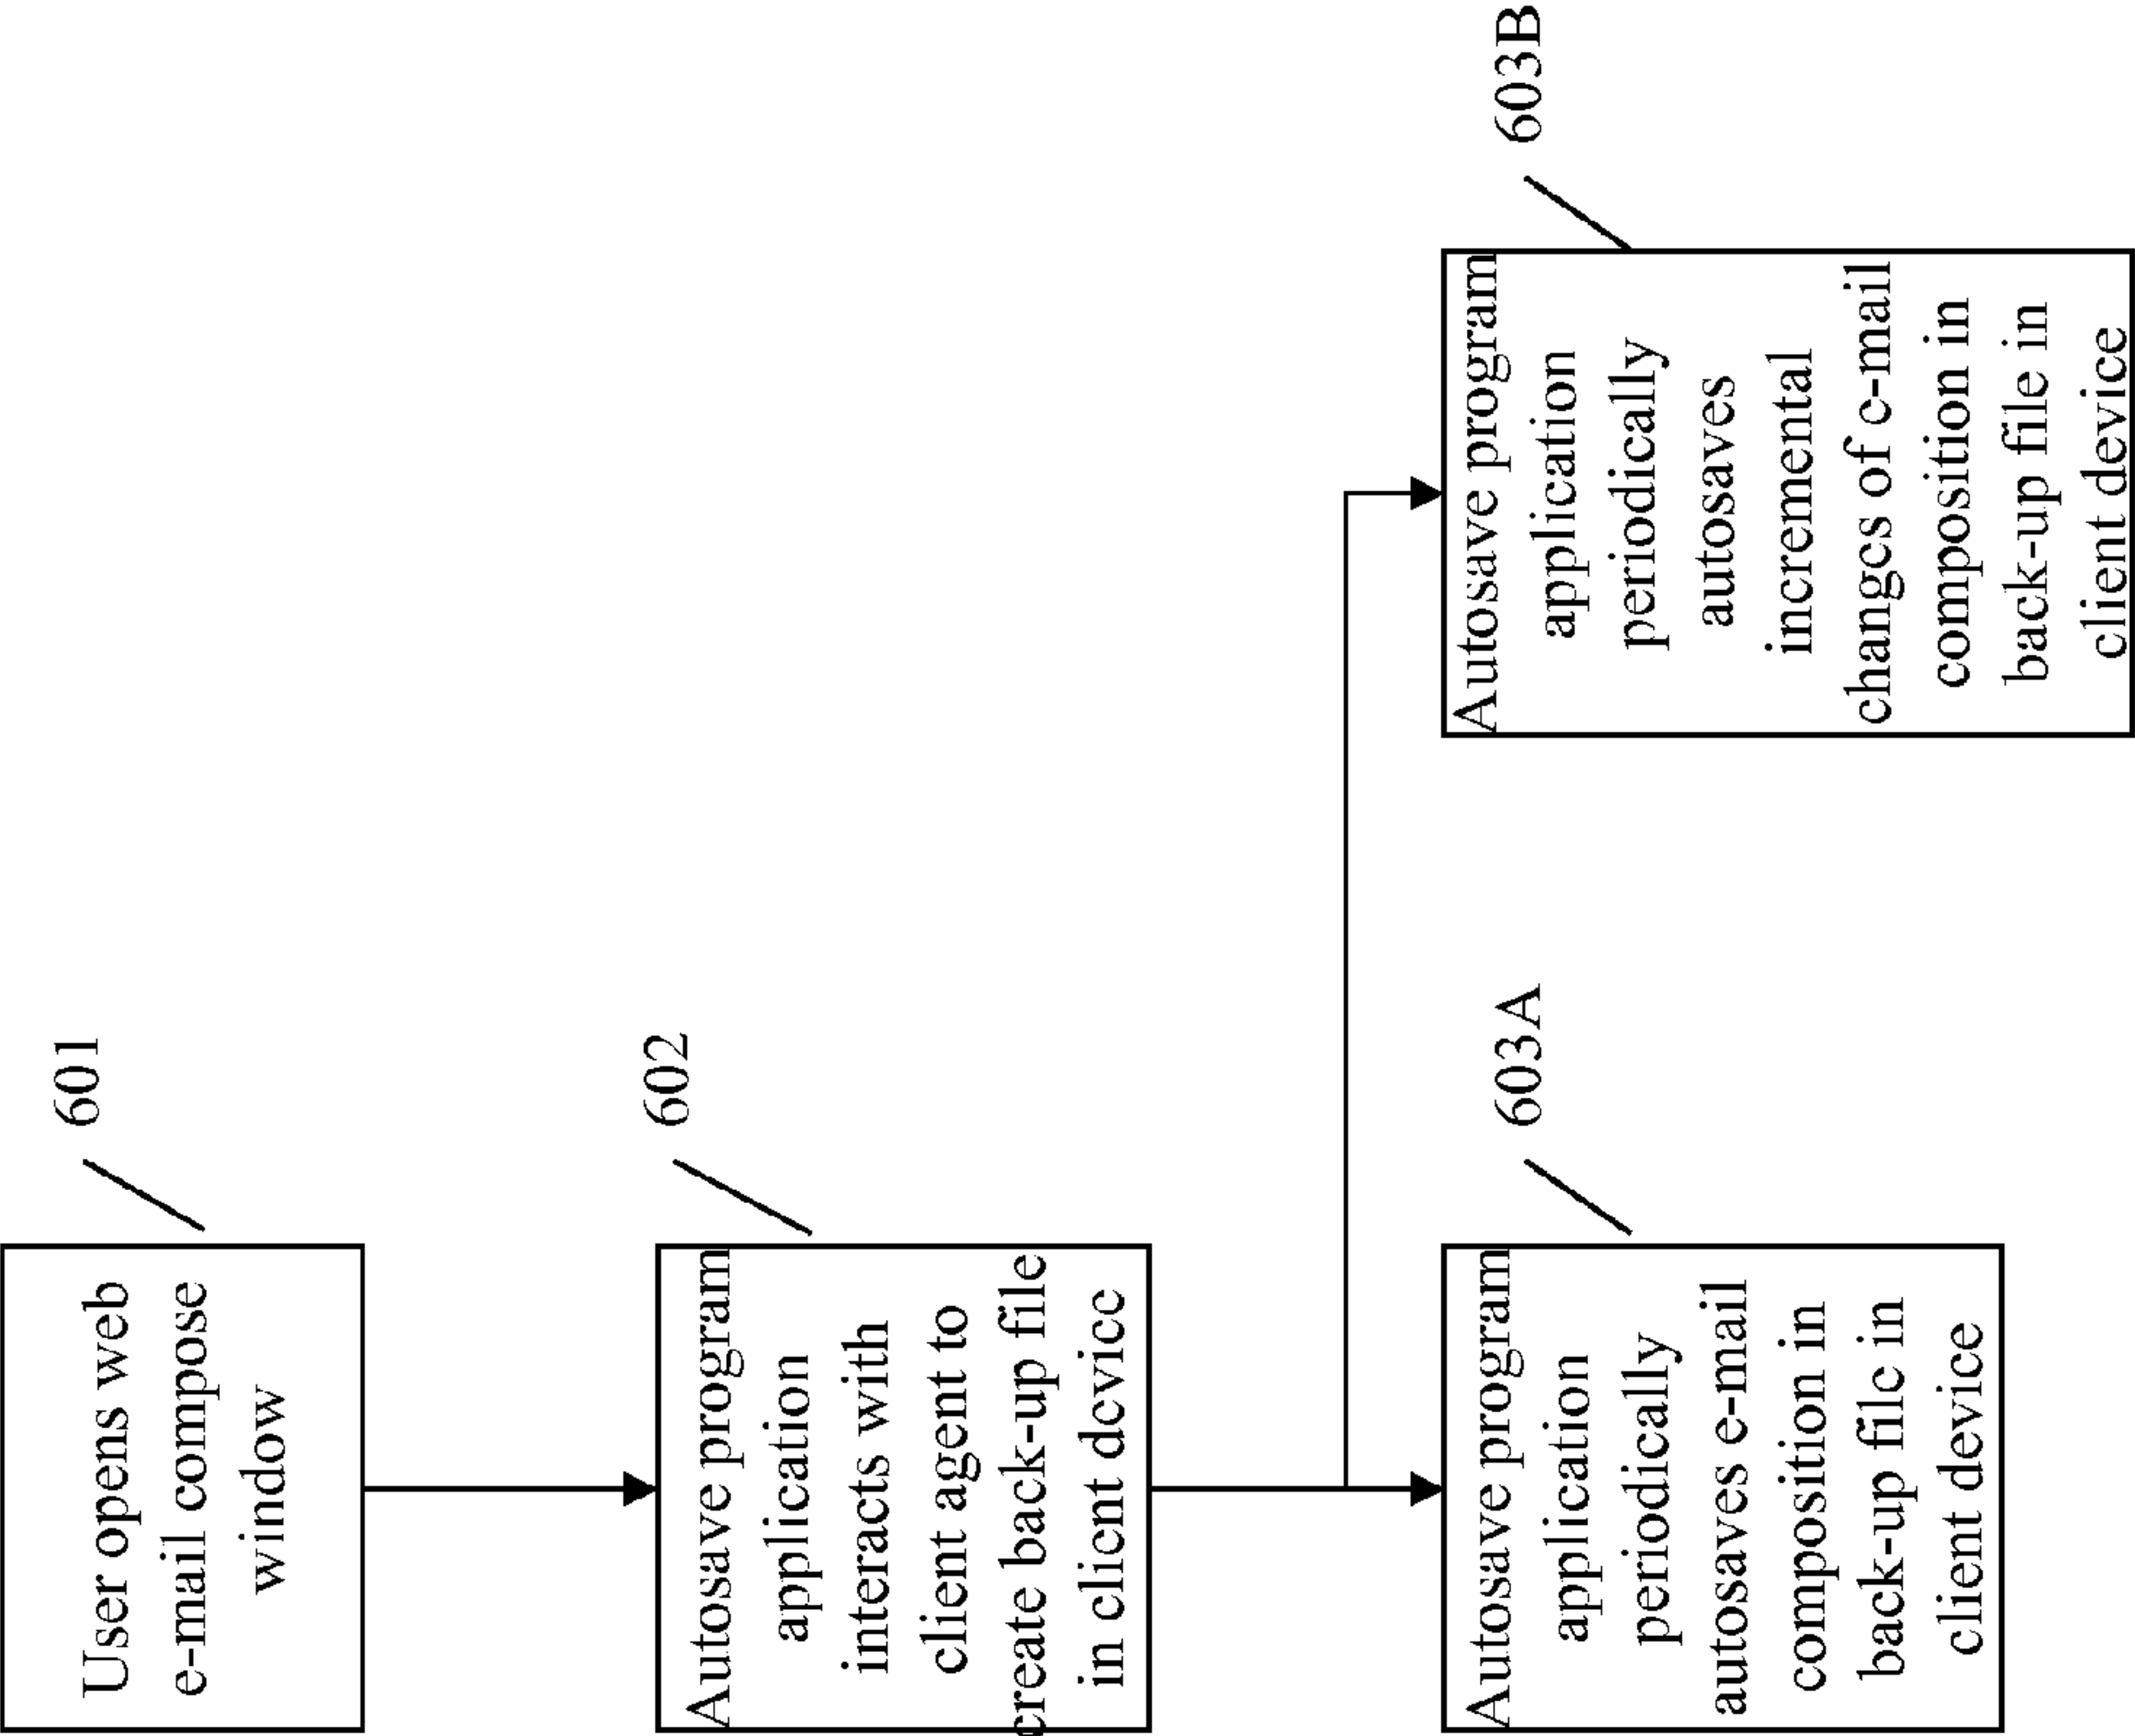 601
User opens web
e-mail compose
window
602
Autosave program
application
interacts with
client agent to
create back-up file
in client device
603A
Autosave program
application
periodically
autosaves e-mail
composition in
back-up file in
client device
603B
Autosave program
application
periodically
autosaves
incremental
changes of e-mail
composition in
back-up file in
client device